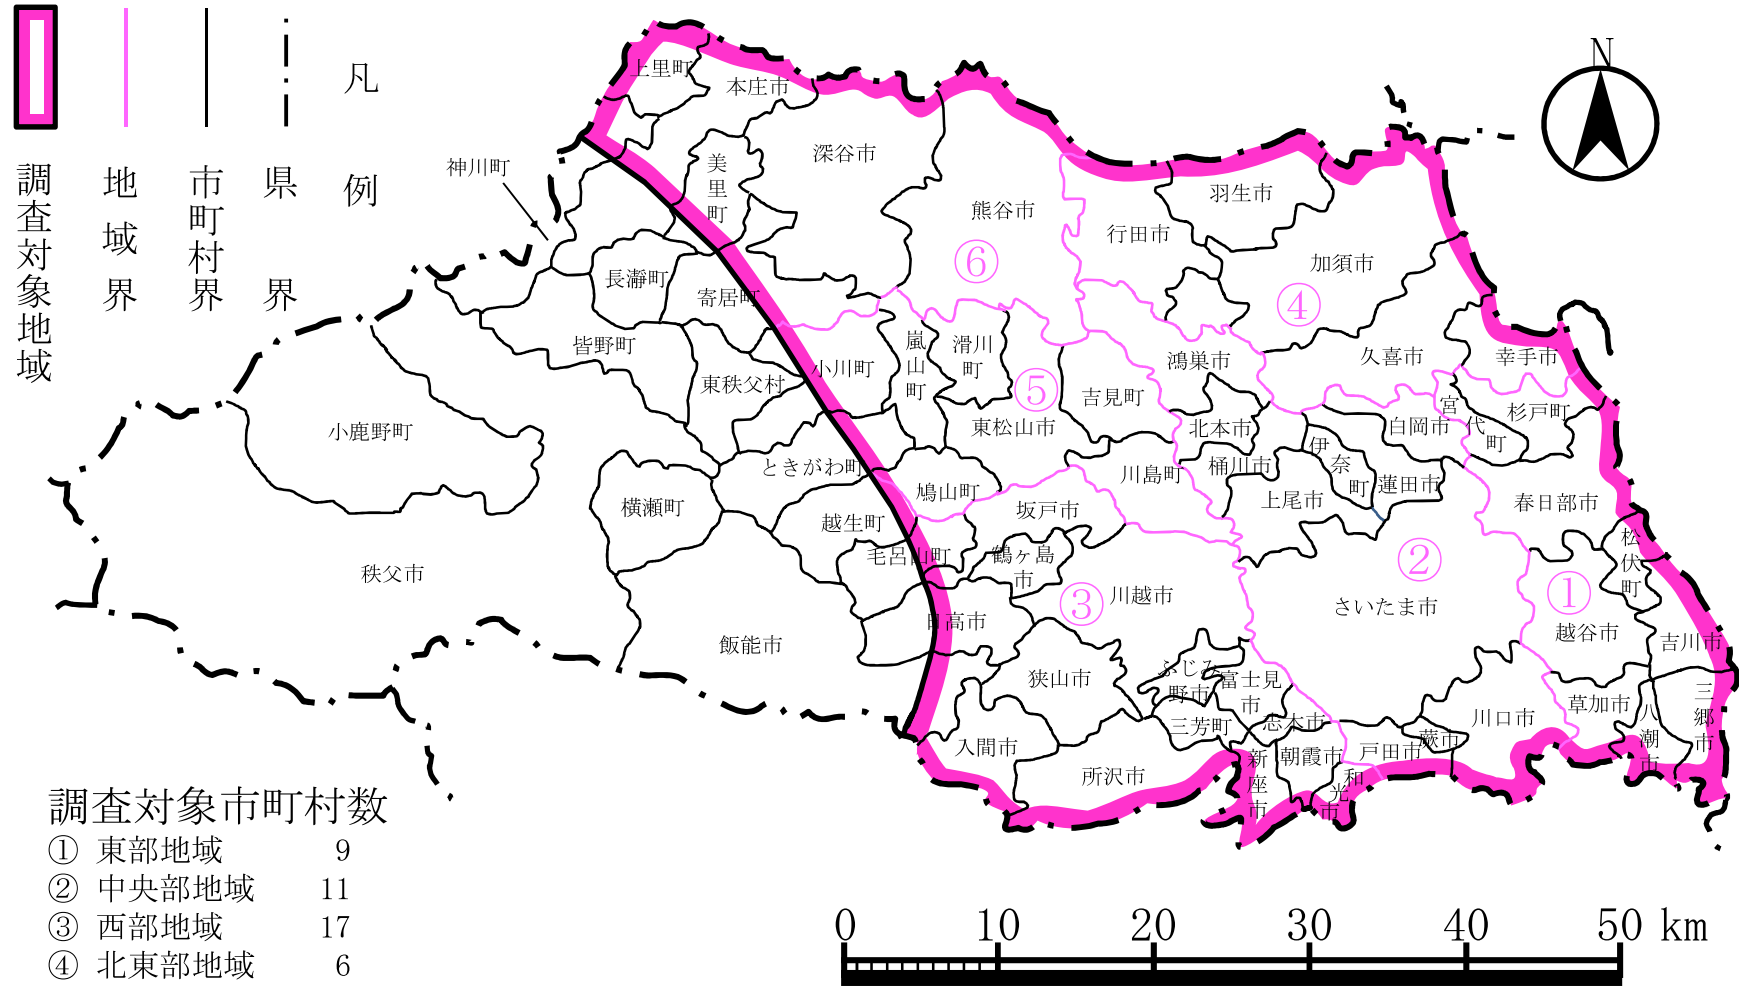 凡例
県界
市町村界
地域界
調査対象地域
N
上里町
本庄市
神川町
美里町
深谷市
熊谷市
⑥
行田市
羽生市
加須市
④
長瀞町
寄居町
皆野町
東秩父村
小川町
嵐山町
滑川町
⑤
東松山市
吉見町
鴻巣市
久喜市
幸手市
宮代町
杉戸町
白岡市
小鹿野町
ときがわ町
鳩山町
川島町
北本市
桶川市
伊奈町
蓮田市
上尾市
春日部市
横瀬町
越生町
坂戸市
毛呂山町
鶴ヶ島市
③
川越市
②
さいたま市
①
松伏町
越谷市
吉川市
秩父市
飯能市
日高市
狭山市
ふじみ野市
富士見市
三芳町
志木市
入間市
所沢市
新座市
朝霞市
和光市
戸田市
蕨市
川口市
草加市
八潮市
三郷市
調査対象市町村数
① 東部地域 9
② 中央部地域 11
③ 西部地域 17
④ 北東部地域 6
0 10 20 30 40 50 km